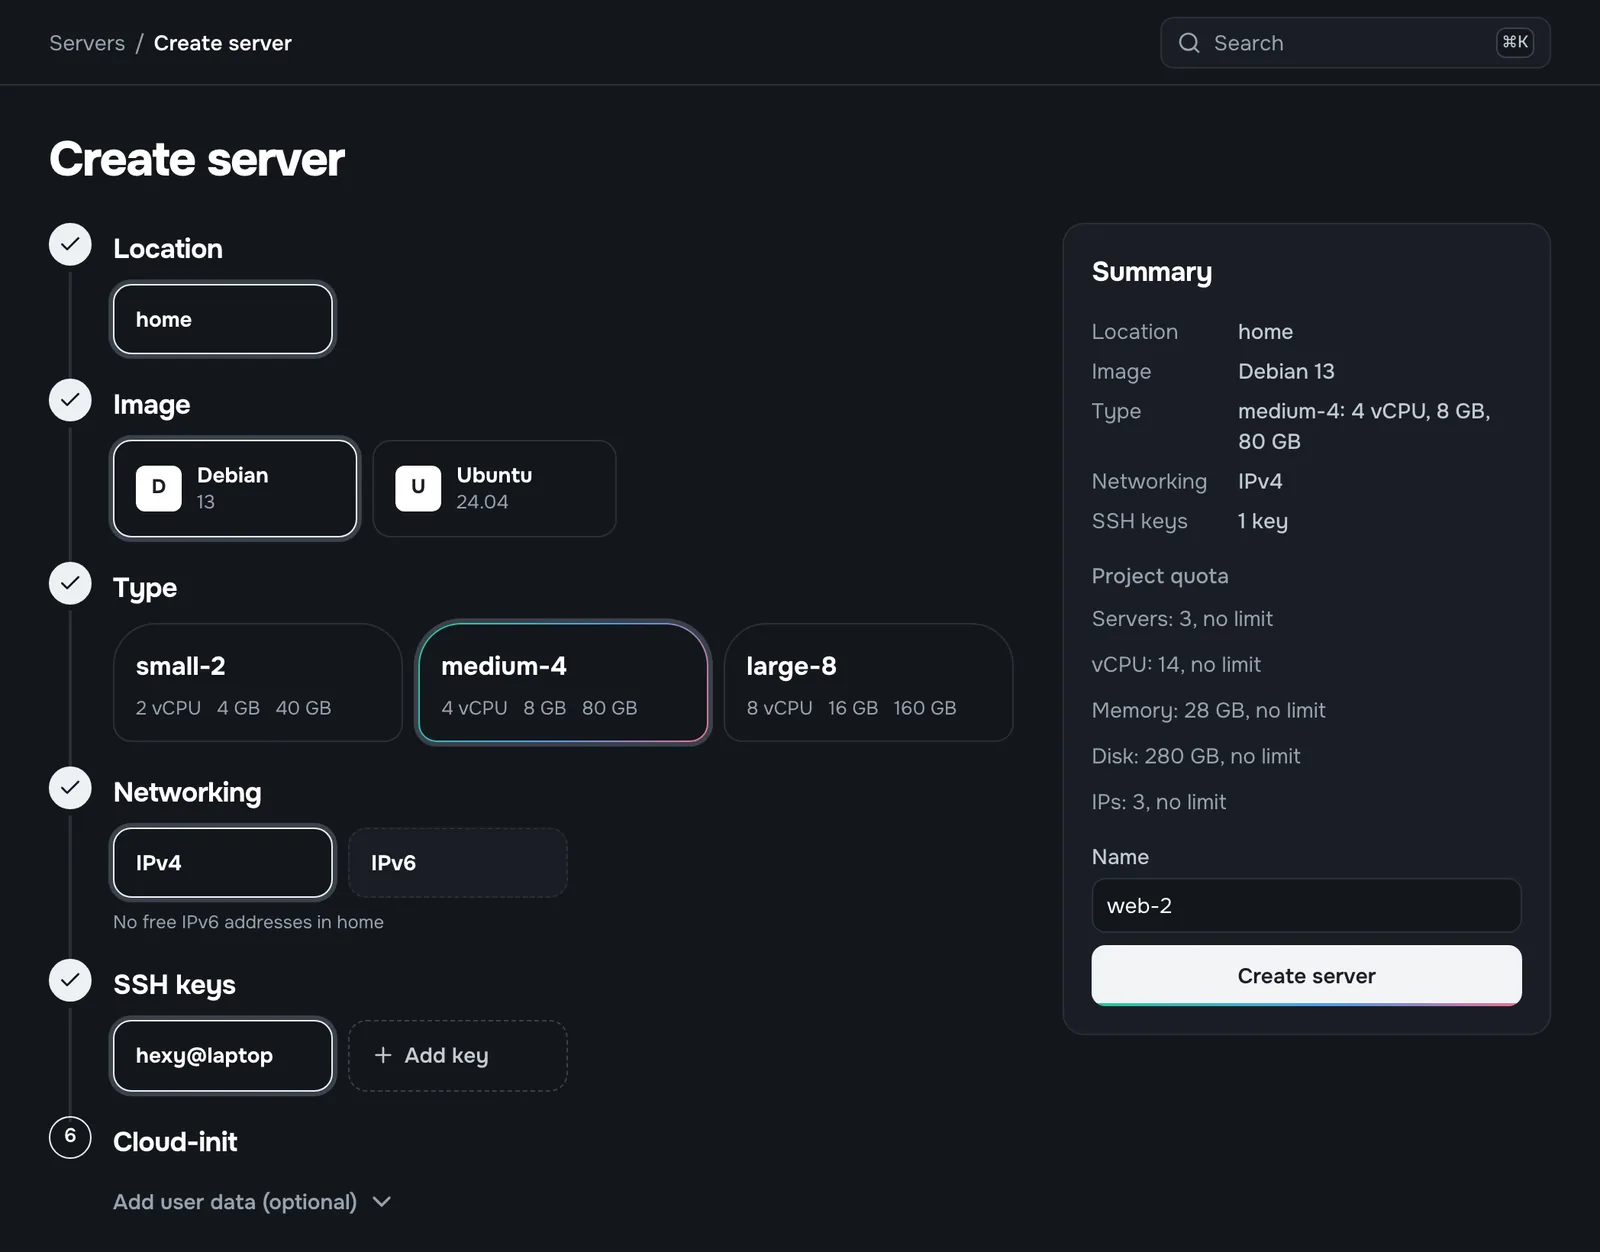 Servers / Create server
Search ⌘K
Create server
Location
home
Image
D Debian
13
U Ubuntu
24.04
Type
small-2
2 vCPU 4 GB 40 GB
medium-4
4 vCPU 8 GB 80 GB
large-8
8 vCPU 16 GB 160 GB
Networking
IPv4
IPv6
No free IPv6 addresses in home
SSH keys
hexy@laptop
+ Add key
6 Cloud-init
Add user data (optional)
Summary
Location home
Image Debian 13
Type medium-4: 4 vCPU, 8 GB,
80 GB
Networking IPv4
SSH keys 1 key
Project quota
Servers: 3, no limit
vCPU: 14, no limit
Memory: 28 GB, no limit
Disk: 280 GB, no limit
IPs: 3, no limit
Name
web-2
Create server